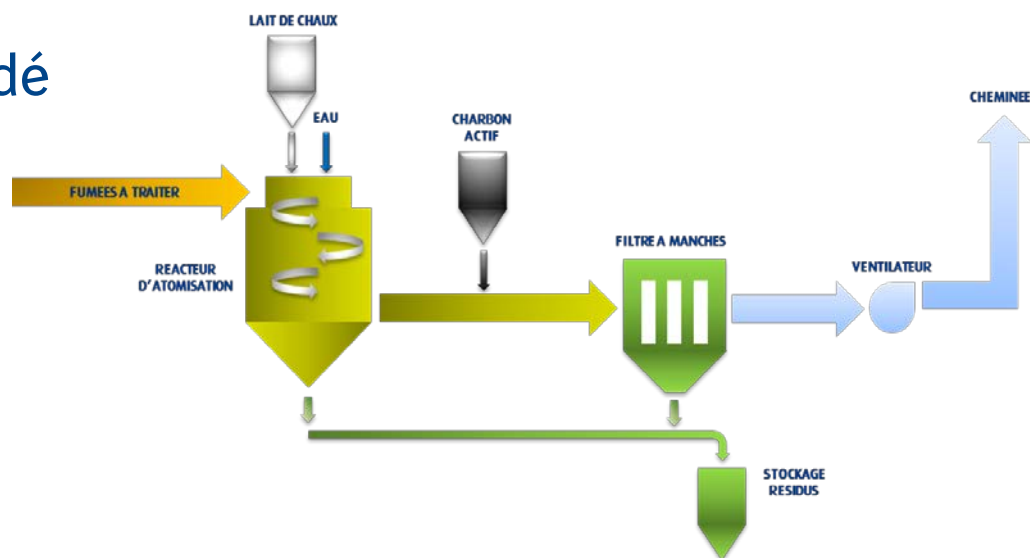 LAIT DE CHAUX
dé
EAU
CHARBON
ACTIF
CHEMINEE
FUMEES A TRAITER
REACTEUR
D'ATOMISATION
FILTRE A MANCHES
VENTILATEUR
STOCKAGE
RESIDUS